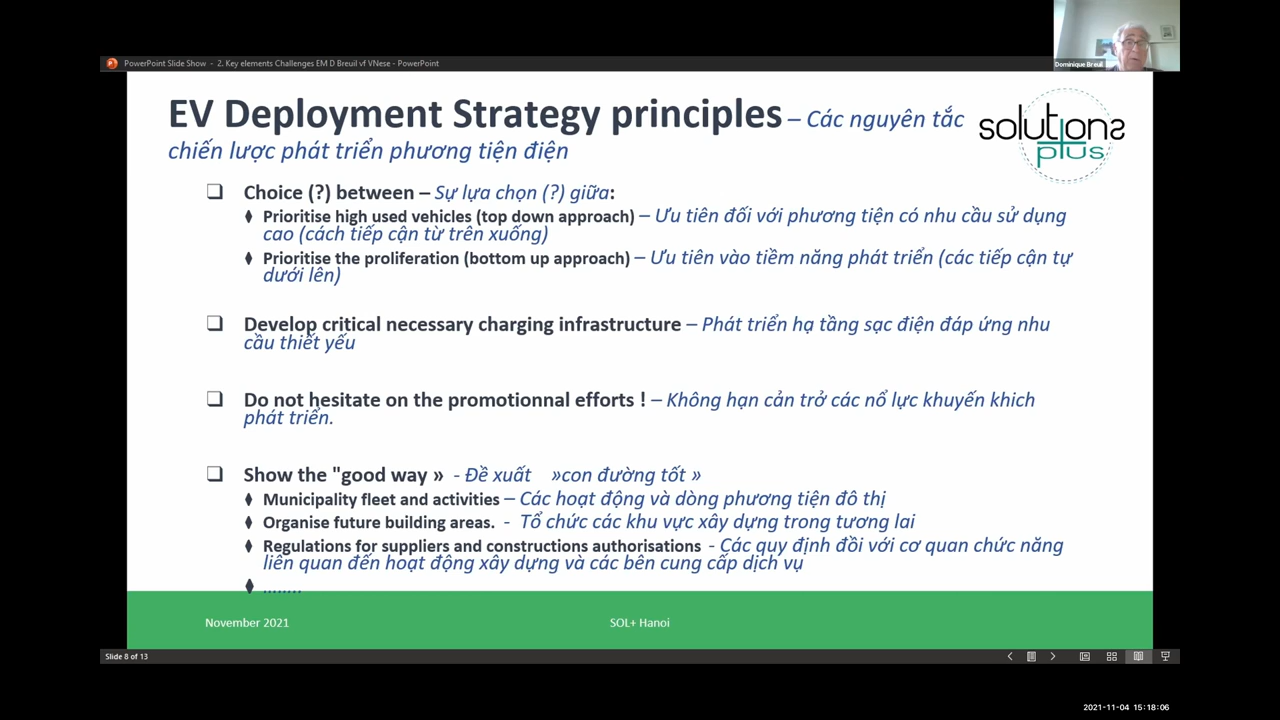 Dominique Breuil
PowerPoint Slide Show - 2. Key elements Challenges EM D Breuil vf VNese - PowerPoint
EV Deployment Strategy principles – Các nguyên tắc
chiến lược phát triển phương tiện điện
solutions
plus
❑ Choice (?) between – Sự lựa chọn (?) giữa:
♦ Prioritise high used vehicles (top down approach) – Ưu tiên đối với phương tiện có nhu cầu sử dụng
cao (cách tiếp cận từ trên xuống)
♦ Prioritise the proliferation (bottom up approach) – Ưu tiên vào tiềm năng phát triển (các tiếp cận tự
dưới lên)
❑ Develop critical necessary charging infrastructure – Phát triển hạ tầng sạc điện đáp ứng nhu
cầu thiết yếu
❑ Do not hesitate on the promotionnal efforts ! – Không hạn cản trở các nổ lực khuyến khich
phát triển.
❑ Show the "good way » - Đề xuất »con đường tốt »
♦ Municipality fleet and activities – Các hoạt động và dòng phương tiện đô thị
♦ Organise future building areas. - Tổ chức các khu vực xây dựng trong tương lai
♦ Regulations for suppliers and constructions authorisations - Các quy định đồi với cơ quan chức năng
liên quan đến hoạt động xây dựng và các bên cung cấp dịch vụ
♦ ........
November 2021
SOL+ Hanoi
Slide 8 of 13
2021-11-04 15:18:06